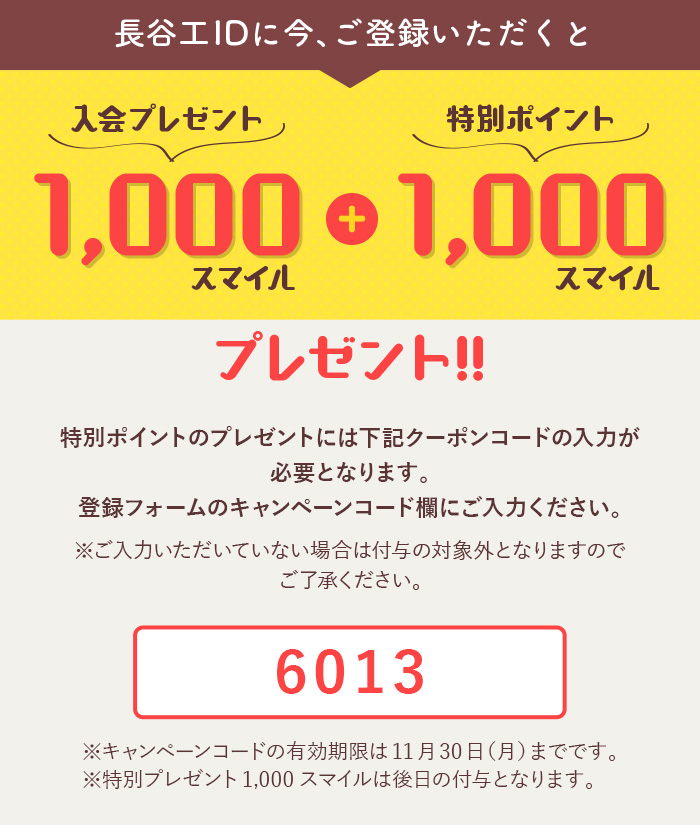 長谷工IDに今、ご登録いただくと
入会プレゼント
1,000
スマイル
+
特別ポイント
1,000
スマイル
プレゼント!!
特別ポイントのプレゼントには下記クーポンコードの入力が
必要となります。
登録フォームのキャンペーンコード欄にご入力ください。
※ご入力いただいていない場合は付与の対象外となりますので
ご了承ください。
6013
※キャンペーンコードの有効期限は11月30日（月）までです。
※特別プレゼント1,000 スマイルは後日の付与となります。